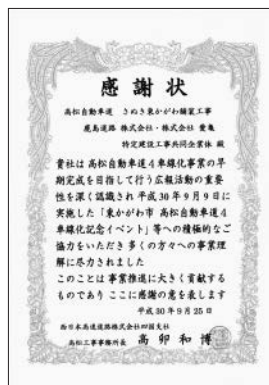 感謝状
高松自動車道 さぬき東かがわ舗装工事
鹿島道路 株式会社・株式会社 愛亀
特定建設工事共同企業体 殿
貴社は 高松自動車道4車線化事業の早
期完成を目指して行う広報活動の重要
性を深く認識され 平成30年9月9日に
実施した「東かがわ市 高松自動車道4
車線化記念イベント」等への積極的なご
協力をいただき 多くの方々への事業理
解に尽力されました
このことは 事業推進に大きく貢献する
ものであり ここに感謝の意を表します
平成30年9月25日
西日本高速道路株式会社四国支社
高松工事事務所長 高卯和博